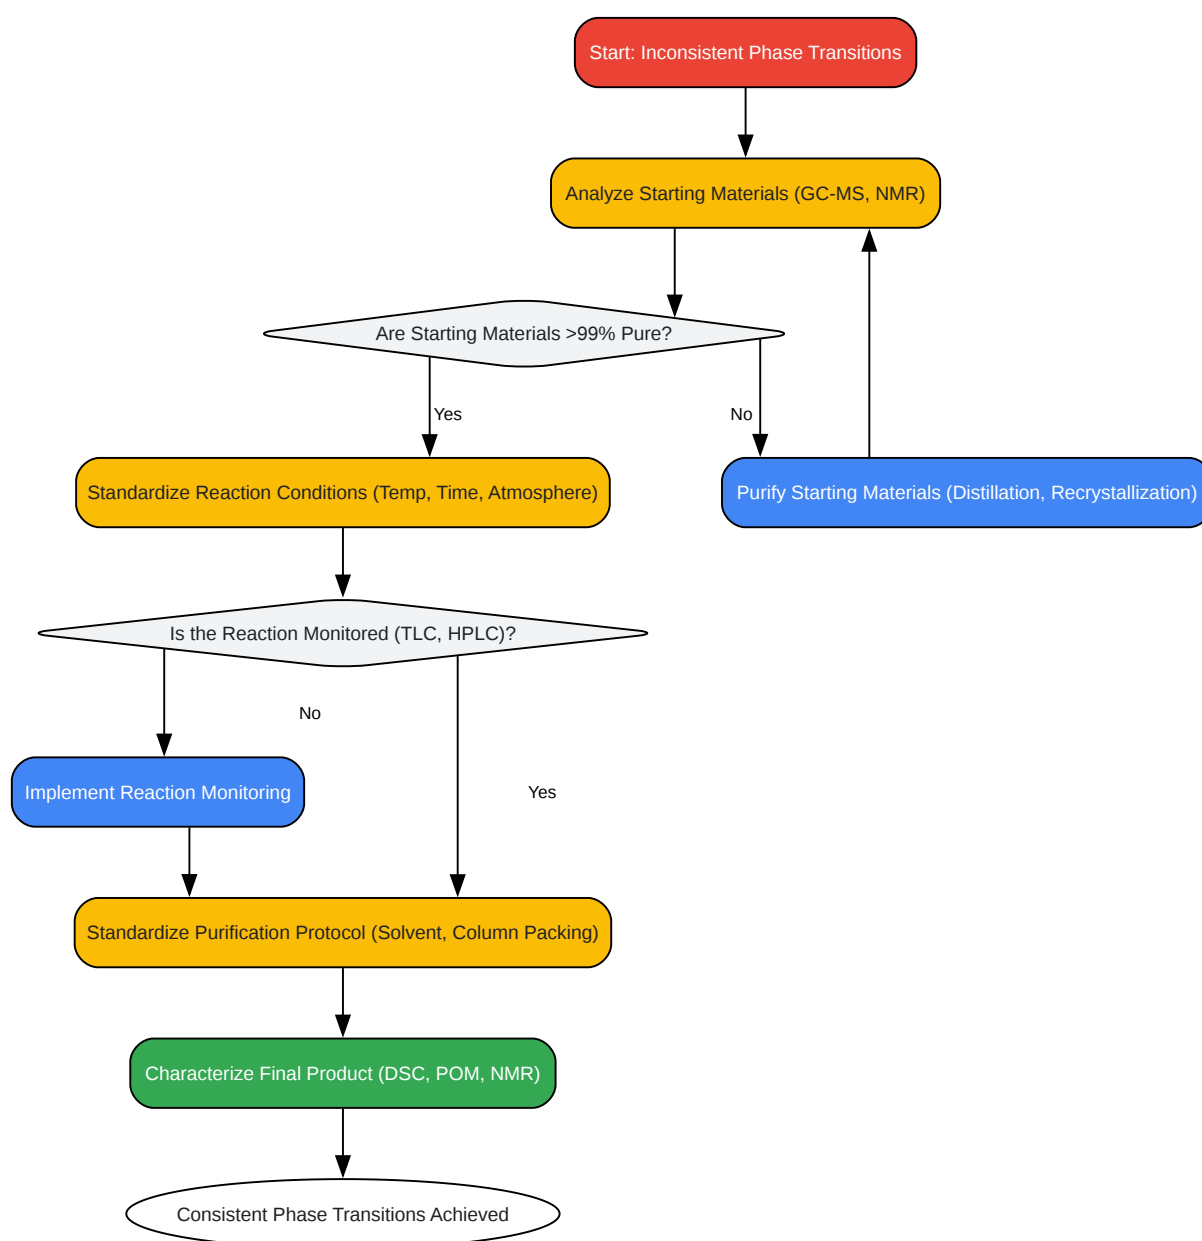 Start: Inconsistent Phase Transitions
Analyze Starting Materials (GC-MS, NMR)
Are Starting Materials >99% Pure?
Yes
No
Standardize Reaction Conditions (Temp, Time, Atmosphere)
Purify Starting Materials (Distillation, Recrystallization)
Is the Reaction Monitored (TLC, HPLC)?
No
Implement Reaction Monitoring
Yes
Standardize Purification Protocol (Solvent, Column Packing)
Characterize Final Product (DSC, POM, NMR)
Consistent Phase Transitions Achieved